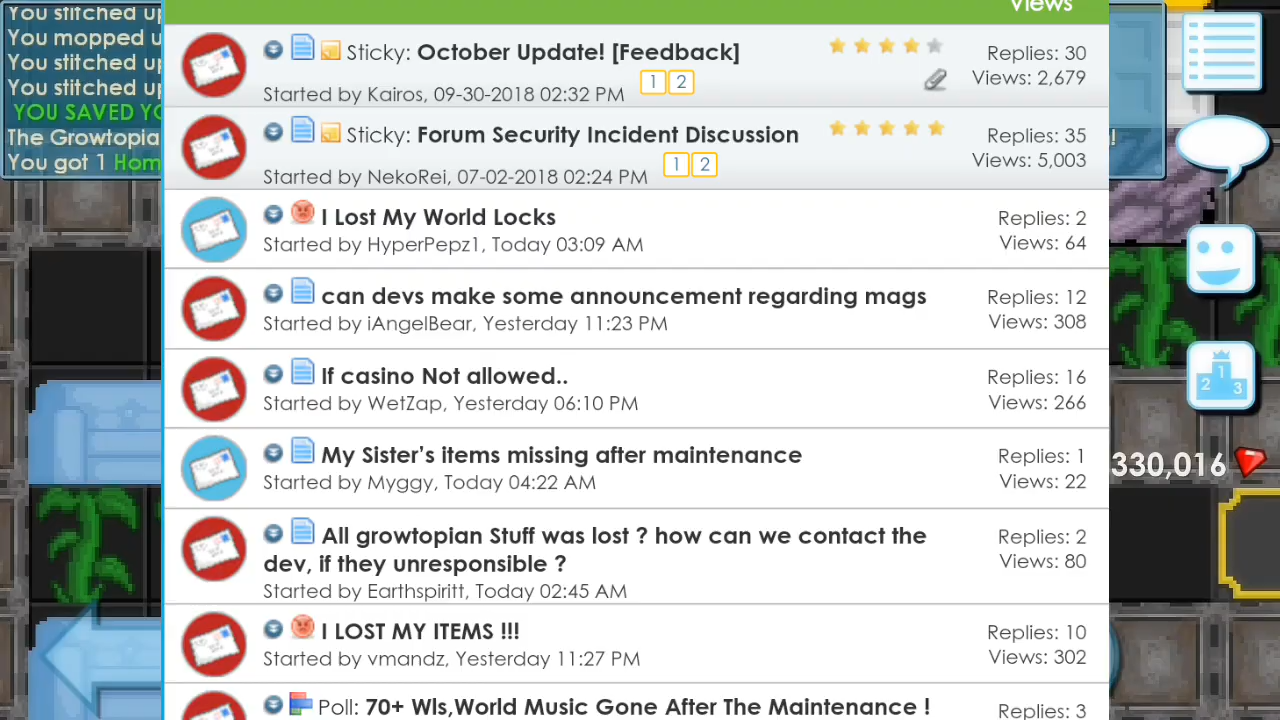 Views
You stitched up
You mopped u
You stitched up
You stitched up
YOU SAVED YO
The Growtopia
You got 1 Hom
Sticky: October Update! [Feedback]
1 2
Started by Kairos, 09-30-2018 02:32 PM
Replies: 30
Views: 2,679
Sticky: Forum Security Incident Discussion
1 2
Started by NekoRei, 07-02-2018 02:24 PM
Replies: 35
Views: 5,003
I Lost My World Locks
Started by HyperPepz1, Today 03:09 AM
Replies: 2
Views: 64
can devs make some announcement regarding mags
Started by iAngelBear, Yesterday 11:23 PM
Replies: 12
Views: 308
If casino Not allowed..
Started by WetZap, Yesterday 06:10 PM
Replies: 16
Views: 266
My Sister’s items missing after maintenance
Started by Myggy, Today 04:22 AM
Replies: 1
Views: 22
All growtopian Stuff was lost ? how can we contact the
dev, if they unresponsible ?
Started by Earthspiritt, Today 02:45 AM
Replies: 2
Views: 80
I LOST MY ITEMS !!!
Started by vmandz, Yesterday 11:27 PM
Replies: 10
Views: 302
Poll: 70+ Wls,World Music Gone After The Maintenance !
Replies: 3
!
1
2
3
330,016